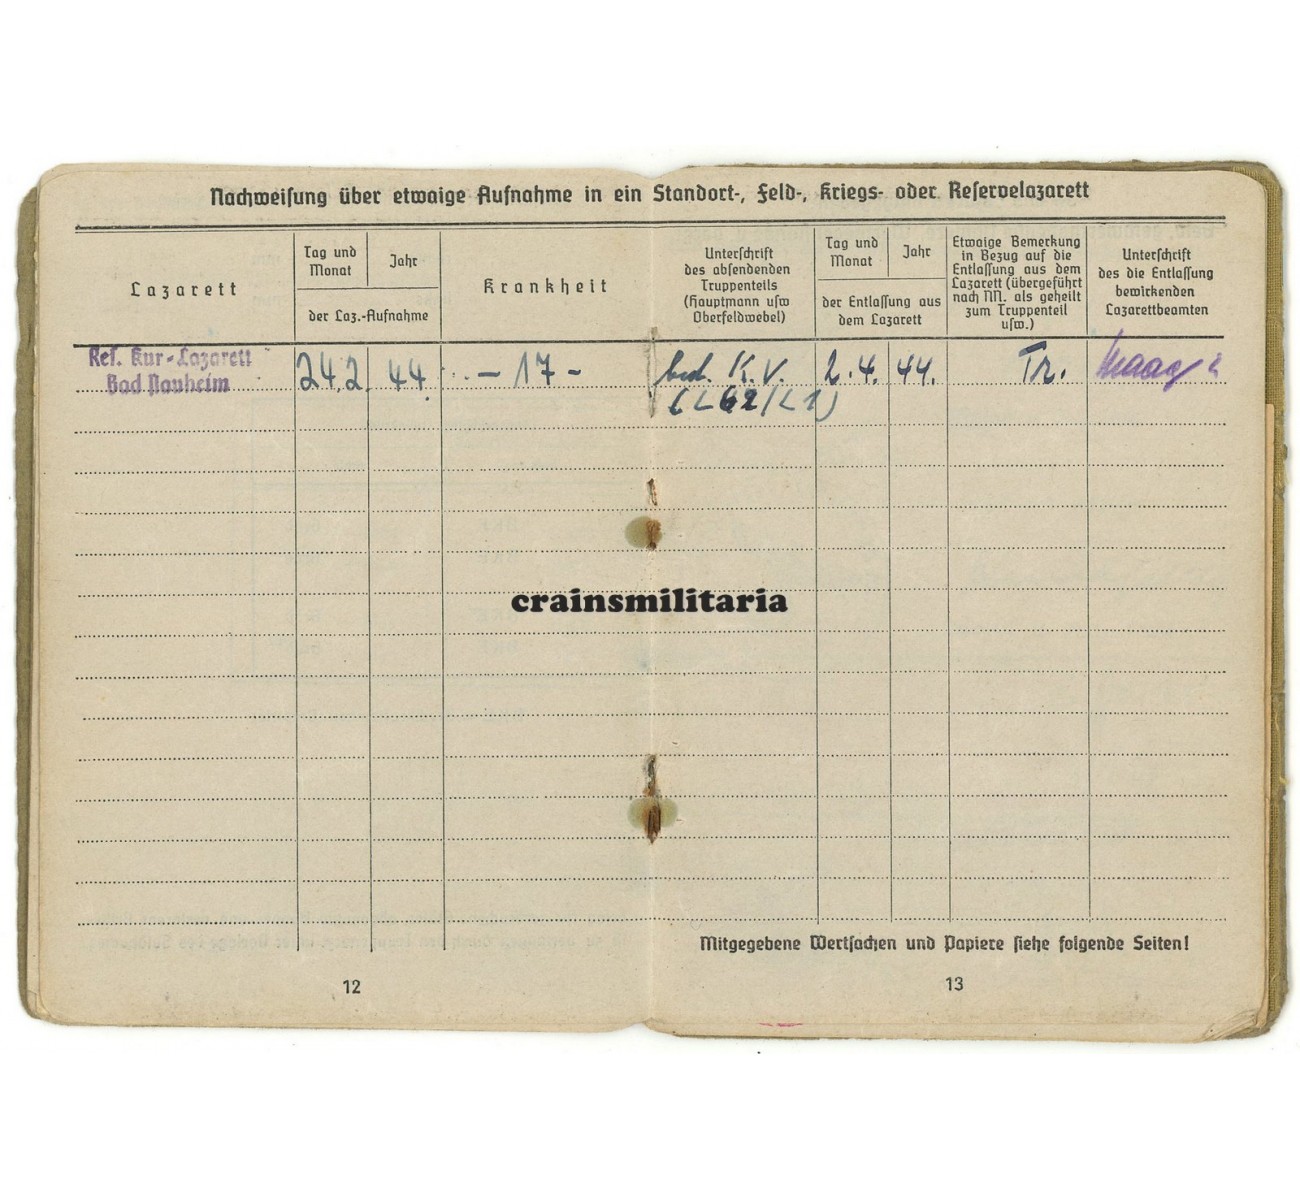 Nachweisung über etwaige Aufnahme in ein Standort-, Feld-, Kriegs- oder Reservelazarett
Lazarett
Tag und
Monat
Jahr
der Laz.-Aufnahme
Krankheit
Unterschrift
des absendenden
Truppenteils
(Hauptmann usw
Oberfeldwebel)
Tag und
Monat
Jahr
der Entlassung aus
dem Lazarett
Etwaige Bemerkung
in Bezug auf die
Entlassung aus dem
Lazarett (übergeführt
nach NN. als geheilt
zum Truppenteil
usw.)
Unterschrift
des die Entlassung
bewirkenden
Lazarettbeamten
Res. Kur-Lazarett
Bad Nauheim
24.2. 44. - 17 - K.V. 2.4. 44. Tr.
crainsmilitaria
Mitgegebene Wertsachen und Papiere siehe folgende Seiten!
12
13